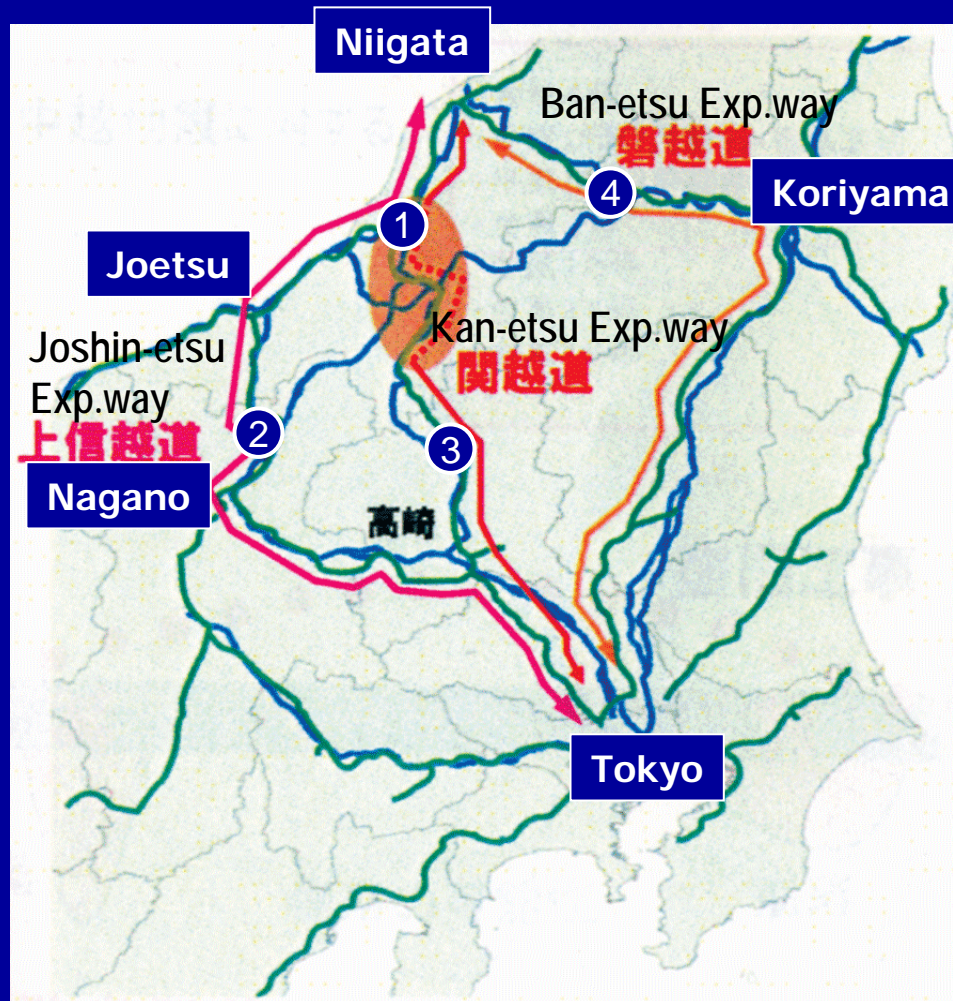 Niigata
Ban-etsu Exp.way
磐越道
4
Koriyama
1
Joetsu
Kan-etsu Exp.way
関越道
Joshin-etsu
Exp.way
上信越道
2
3
Nagano
高崎
Tokyo